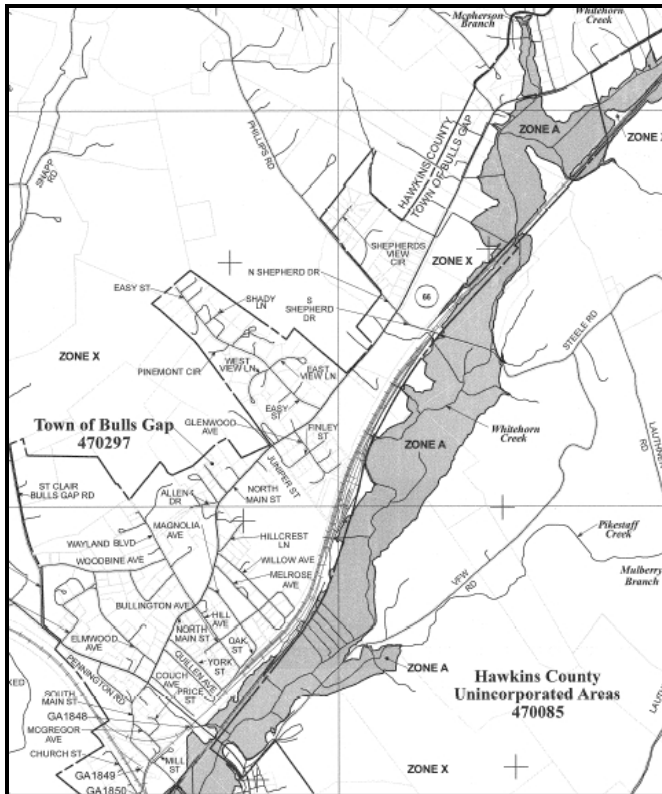 Mcpherson
Branch
Whitehorn
Creek
ZONE A
ZONE X
HAWKINS COUNTY
TOWN OF BULLS GAP
PHILLIPS RD
SHAPP
RD
SHEPHERDS
VIEW
CIR
ZONE X
N SHEPHERD DR
S
SHEPHERD
DR
66
EASY ST
SHADY
LN
STEELE RD
ZONE X
PINEMONT CIR
WEST
VIEW LN
EAST
VIEW LN
EASY
ST
FINLEY
ST
GLENWOOD
AVE
Town of Bulls Gap
470297
ZONE A
Whitehorn
Creek
RD
JUNIPER ST
ST CLAIR
BULLS GAP RD
ALLEN
DR
NORTH
MAIN ST
MAGNOLIA
AVE
WAYLAND BLVD
WOODBINE AVE
HILLCREST
LN
WILLOW AVE
MELROSE
AVE
Pikestaff
Creek
Mulberry
Branch
VFW
RD
BULLINGTON AVE
HILL
AVE
NORTH
MAIN ST
OAK
ST
ELMWOOD
AVE
QUILLEN AVE
YORK
ST
PENNINGTON RD
COUCH
AVE
PRICE
ST
ZONE A
Hawkins County
Unincorporated Areas
470085
SOUTH
MAIN ST
GA1848
MCGREGOR
AVE
CHURCH ST
MILL
ST
GA1849
GA1850
ZONE X